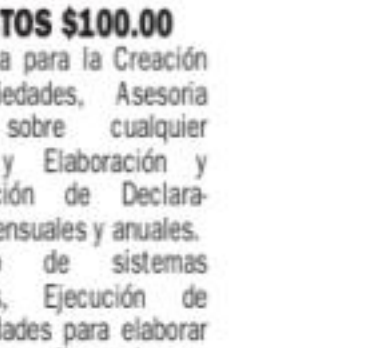 TOS $100.00
a para la Creación
iedades, Asesoria
sobre cualquier
y Elaboración y
ción de Declara-
ensuales y anuales.
de sistemas
s, Ejecución de
dades para elaborar